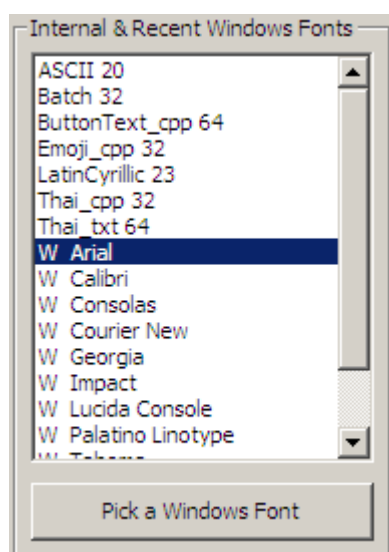 Internal & Recent Windows Fonts
ASCII 20
Batch 32
ButtonText_cpp 64
Emoji_cpp 32
LatinCyrillic 23
Thai_cpp 32
Thai_txt 64
W Arial
W Calibri
W Consolas
W Courier New
W Georgia
W Impact
W Lucida Console
W Palatino Linotype
W Tahoma
Pick a Windows Font